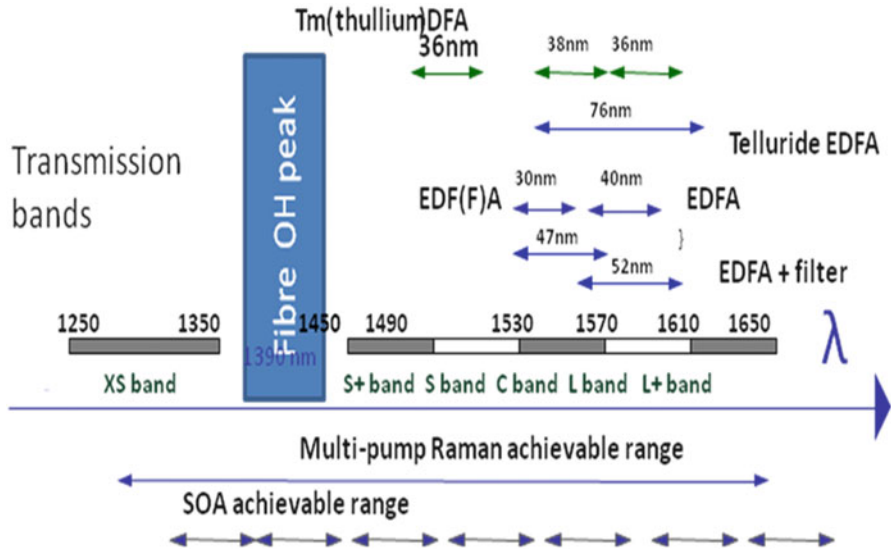 Tm(thullium)DFA
36nm
38nm
36nm
76nm
Telluride EDFA
Transmission
bands
30nm
40nm
EDF(F)A
EDFA
47nm
}
52nm
EDFA + filter
Fibre OH peak
1250
1350
1450
1490
1530
1570
1610
1650
λ
1390 nm
XS band
S+ band
S band
C band
L band
L+ band
Multi-pump Raman achievable range
SOA achievable range